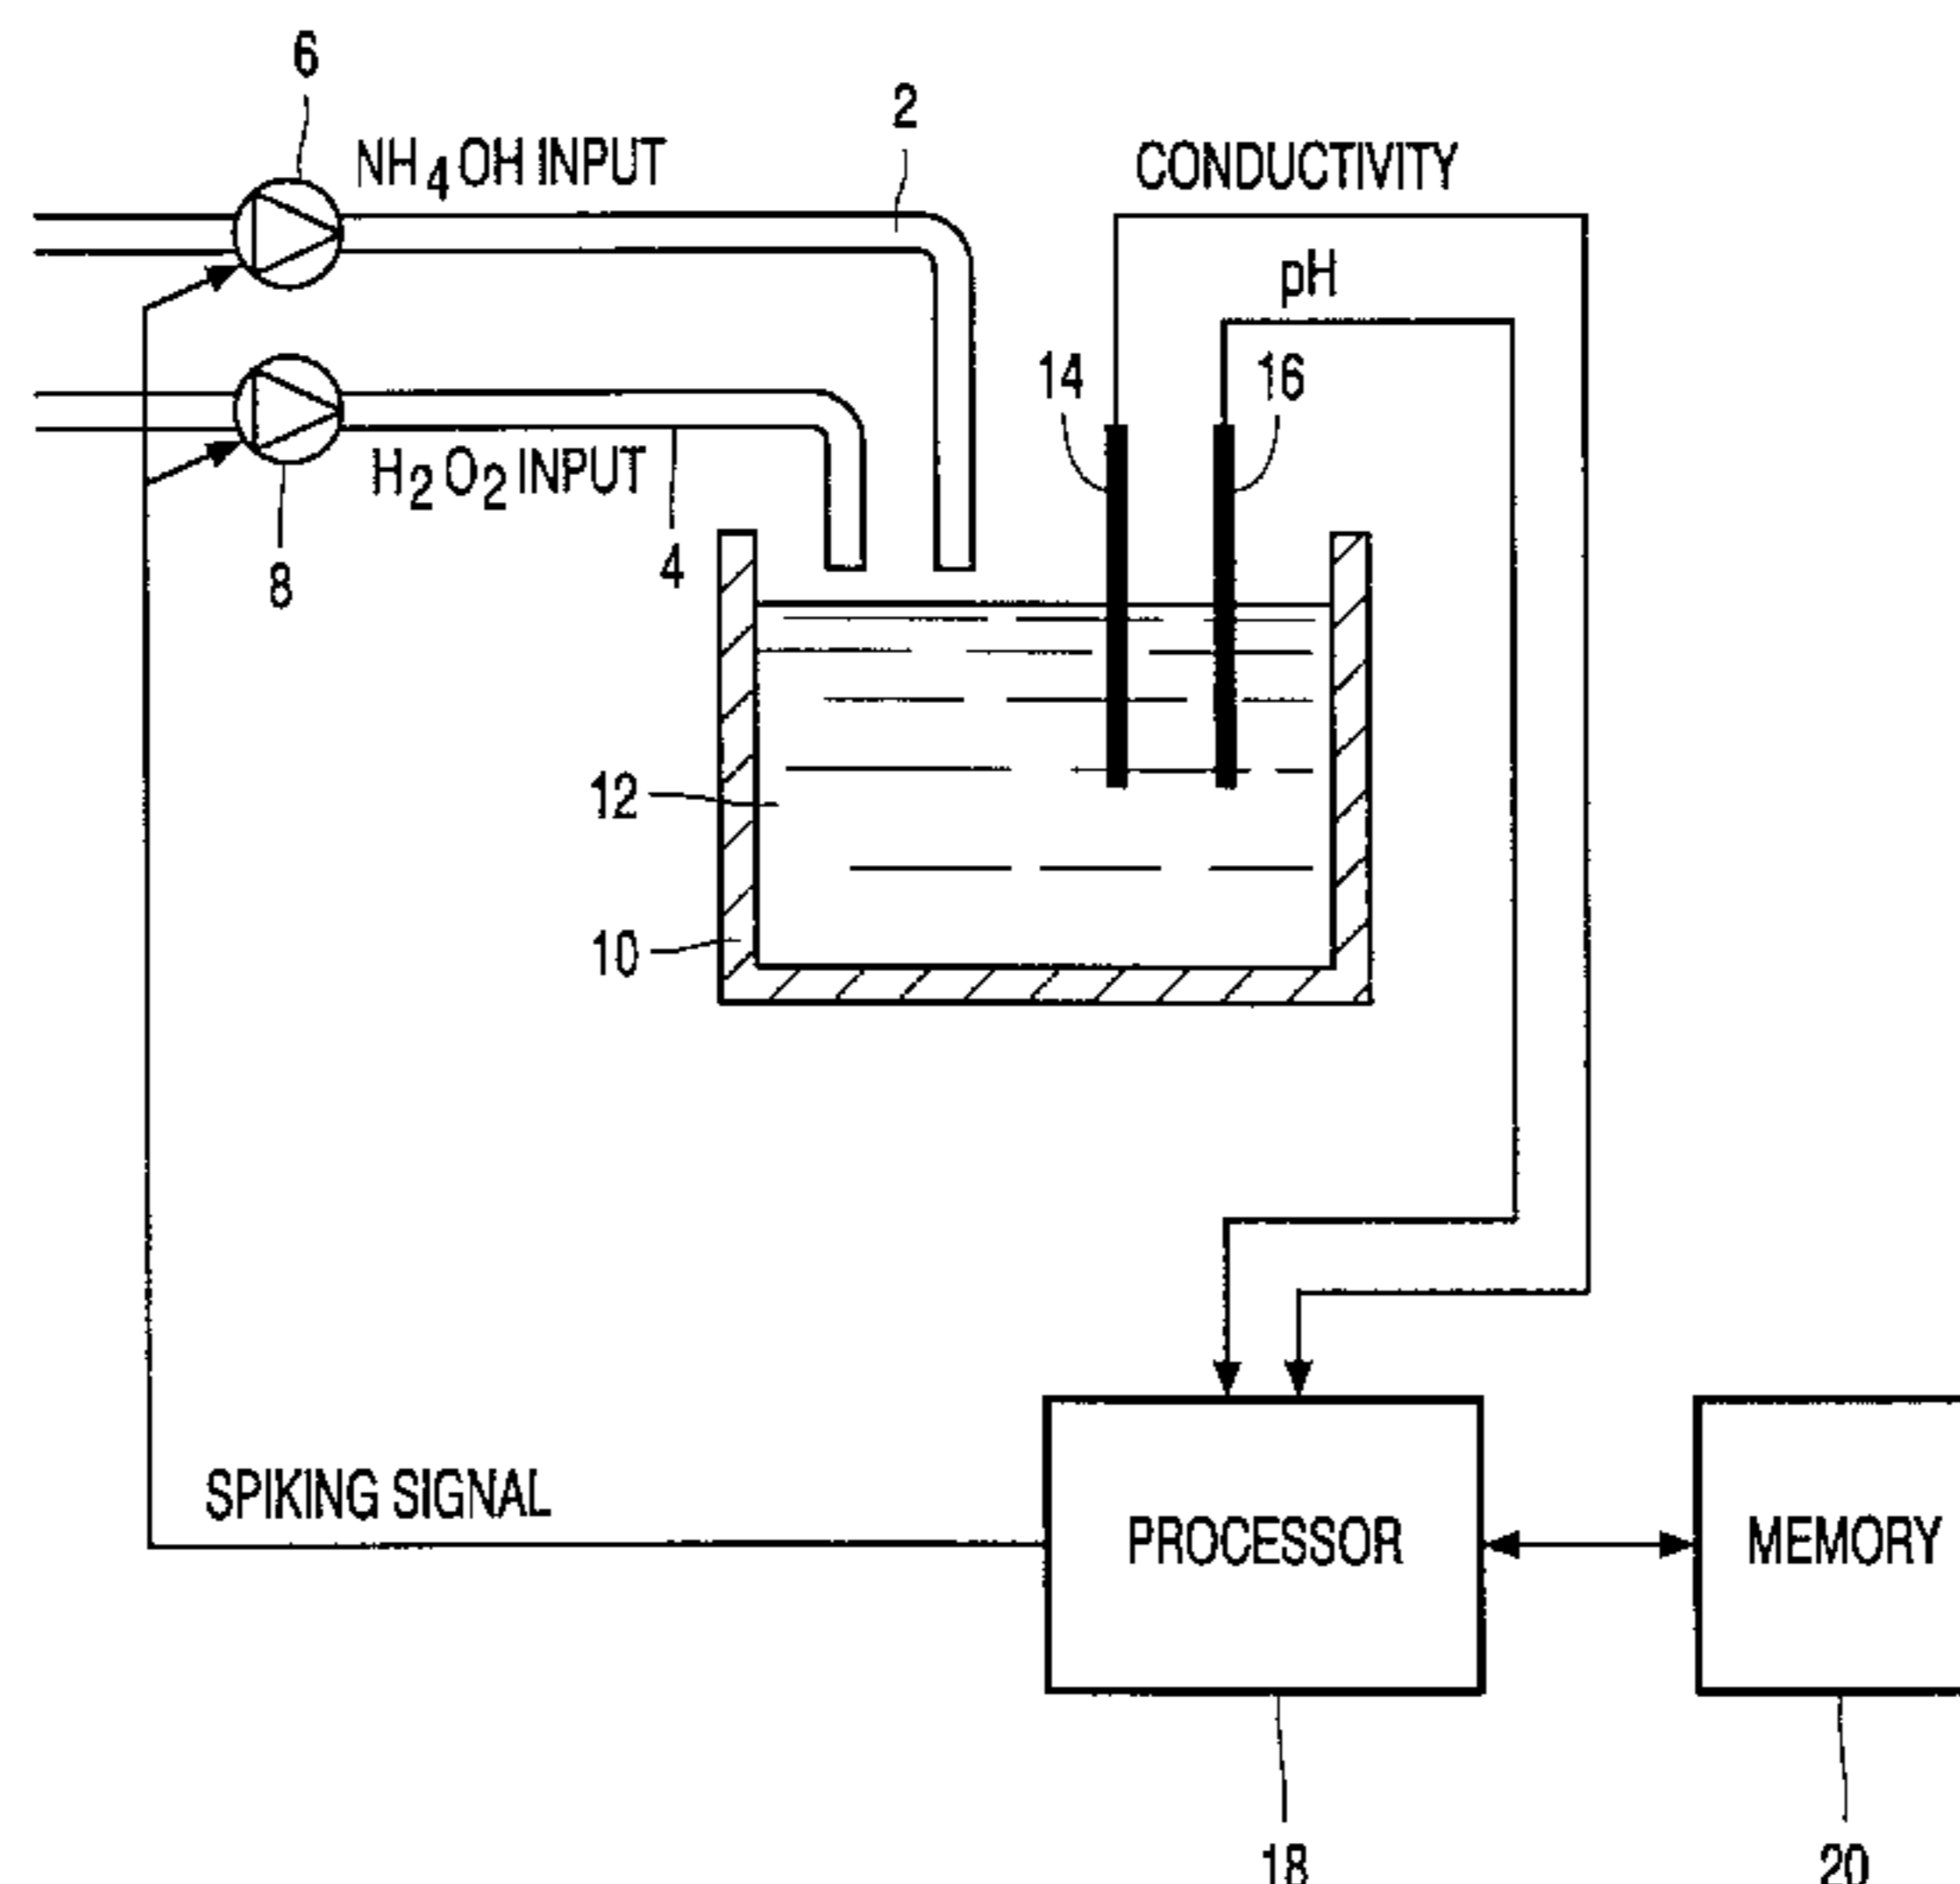 6
NH4OH INPUT
2
CONDUCTIVITY
pH
14
16
H2O2 INPUT
4
8
12
10
SPIKING SIGNAL
PROCESSOR
MEMORY
18
20